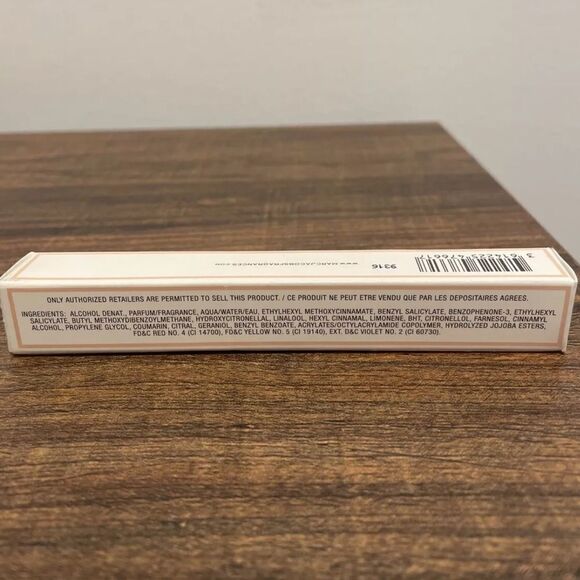 3 614225 476617
9316
www.MARCJACOBSFRAGRANCES.COM
ONLY AUTHORIZED RETAILERS ARE PERMITTED TO SELL THIS PRODUCT. / CE PRODUIT NE PEUT ETRE VENDU QUE PAR LES DEPOSITAIRES AGREES.
INGREDIENTS: ALCOHOL DENAT., PARFUM/FRAGRANCE, AQUA/WATER/EAU, ETHYLHEXYL METHOXYCINNAMATE, BENZYL SALICYLATE, BENZOPHENONE-3, ETHYLHEXYL
SALICYLATE, BUTYL METHOXYDIBENZOYLMETHANE, HYDROXYCITRONELLAL, LINALOOL, HEXYL CINNAMAL, LIMONENE, BHT, CITRONELLOL, FARNESOL, CINNAMYL
ALCOHOL, PROPYLENE GLYCOL, COUMARIN, CITRAL, GERANIOL, BENZYL BENZOATE, ACRYLATES/OCTYLACRYLAMIDE COPOLYMER, HYDROLYZED JOJOBA ESTERS,
FD&C RED NO. 4 (CI 14700), FD&C YELLOW NO. 5 (CI 19140), EXT. D&C VIOLET NO. 2 (CI 60730).